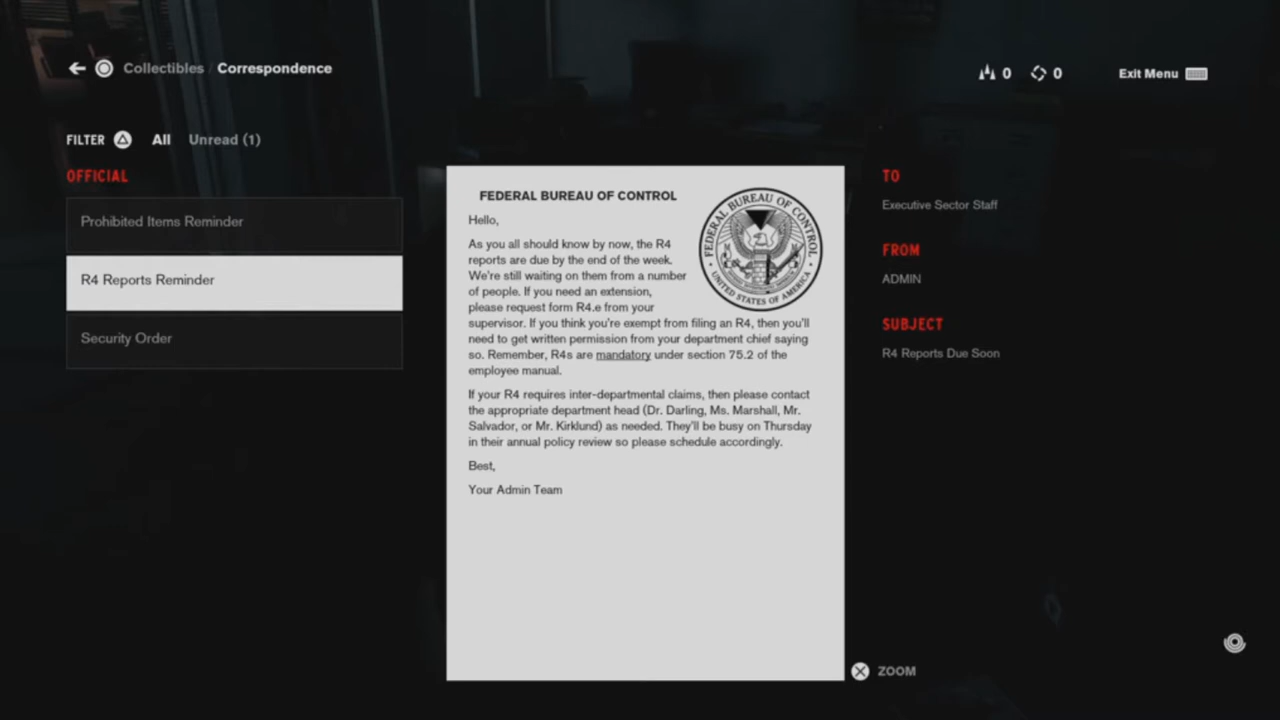 Collectibles / Correspondence
0 0 Exit Menu
FILTER All Unread (1)
OFFICIAL
Prohibited Items Reminder
R4 Reports Reminder
Security Order
FEDERAL BUREAU OF CONTROL
Hello,
As you all should know by now, the R4
reports are due by the end of the week.
We're still waiting on them from a number
of people. If you need an extension,
please request form R4.e from your
supervisor. If you think you're exempt from filing an R4, then you'll
need to get written permission from your department chief saying
so. Remember, R4s are mandatory under section 75.2 of the
employee manual.
If your R4 requires inter-departmental claims, then please contact
the appropriate department head (Dr. Darling, Ms. Marshall, Mr.
Salvador, or Mr. Kirklund) as needed. They'll be busy on Thursday
in their annual policy review so please schedule accordingly.
Best,
Your Admin Team
FEDERAL BUREAU OF CONTROL
UNITED STATES OF AMERICA
TO
Executive Sector Staff
FROM
ADMIN
SUBJECT
R4 Reports Due Soon
ZOOM